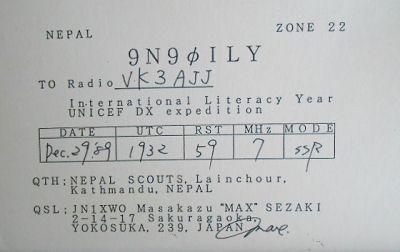 NEPAL ZONE 22
9N9ØILY
TO Radio VK3AJJ
International Literacy Year
UNICEF DX expedition
DATE UTC RST MHz MODE
Dec.29.89 1932 59 7 SSB
QTH; NEPAL SCOUTS, Lainchour,
Kathmandu, NEPAL
QSL; JN1XWO Masakazu "MAX" SEZAKI
2-14-17 Sakuragaoka,
YOKOSUKA, 239, JAPAN